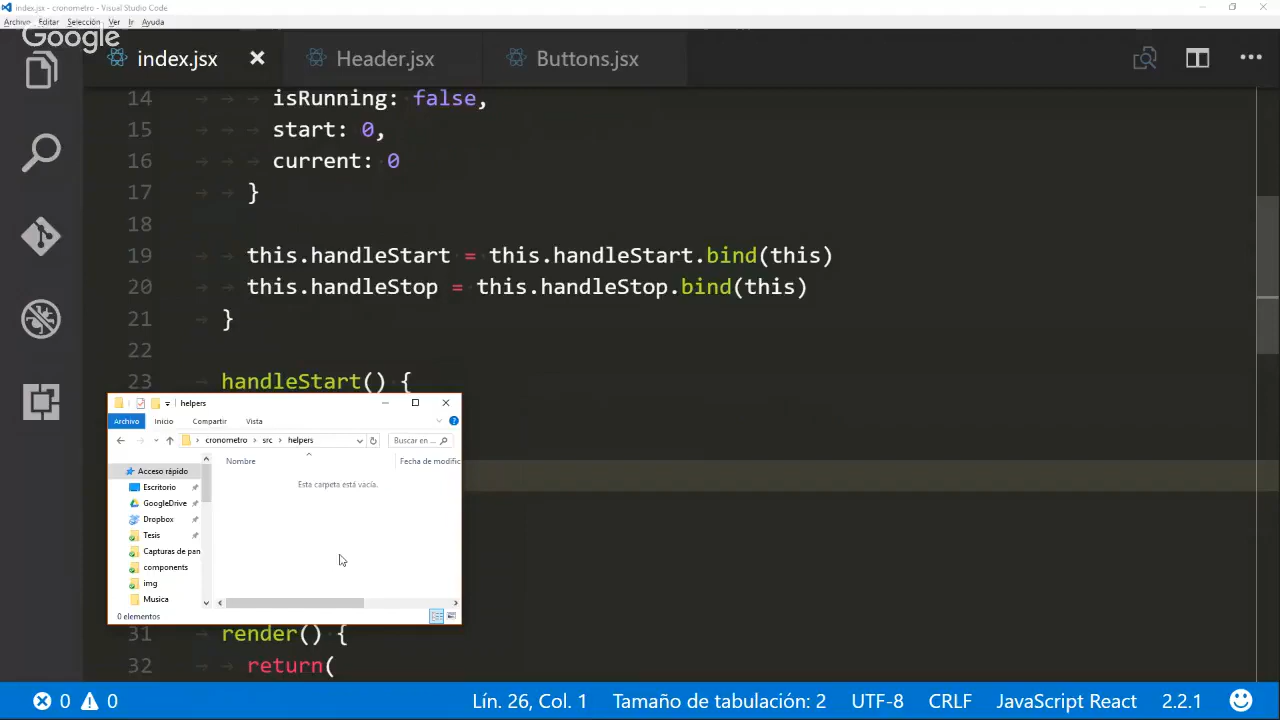 index.jsx - cronometro - Visual Studio Code
Archivo Editar Selección Ver Ir Ayuda
Google
index.jsx Header.jsx Buttons.jsx
14 isRunning: false,
15 start: 0,
16 current: 0
17 }
18
19 this.handleStart = this.handleStart.bind(this)
20 this.handleStop = this.handleStop.bind(this)
21 }
22
23 handleStart() {
helpers
Archivo Inicio Compartir Vista
cronometro > src > helpers Buscar en ...
Nombre Fecha de modific
Acceso rápido
Esta carpeta está vacía.
Escritorio
GoogleDrive
Dropbox
Tesis
Capturas de pan
components
img
Musica
0 elementos
31 render() {
32 return(
0 0 Lín. 26, Col. 1 Tamaño de tabulación: 2 UTF-8 CRLF JavaScript React 2.2.1